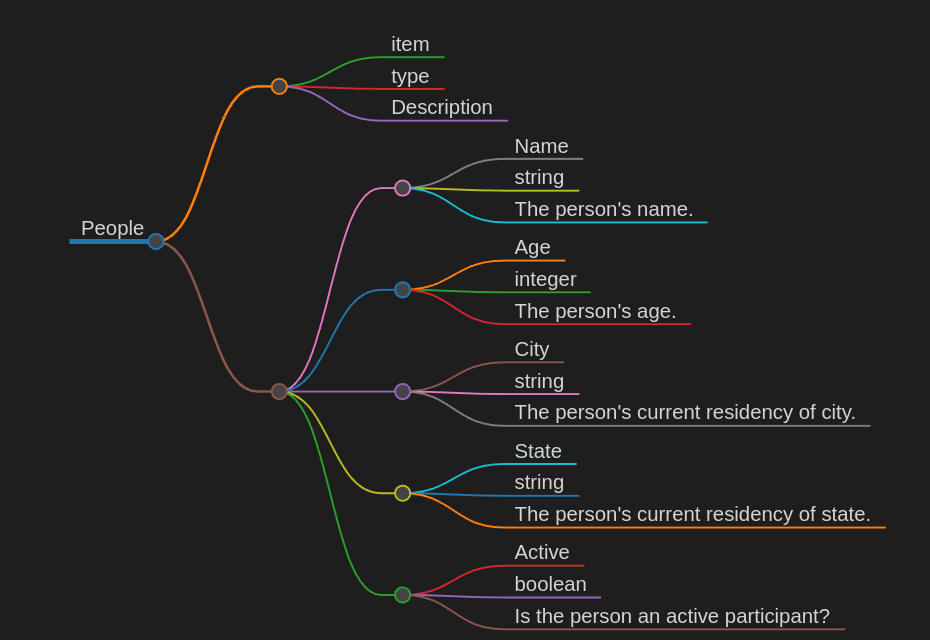 item
type
Description
Name
string
The person's name.
People
Age
integer
The person's age.
City
string
The person's current residency of city.
State
string
The person's current residency of state.
Active
boolean
Is the person an active participant?